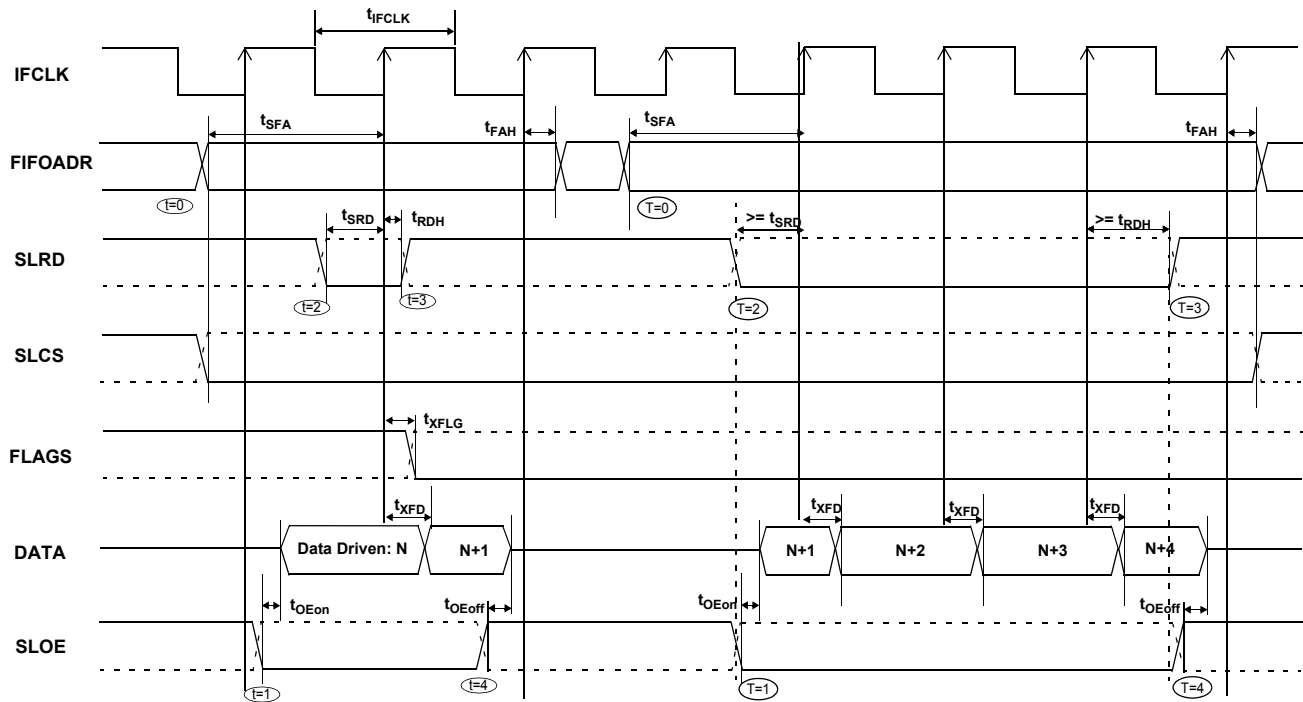 tIFCLK
IFCLK
tSFA
tFAH
tSFA
tFAH
FIFOADR
t=0
T=0
tSRD
tRDH
>= tSRD
>= tRDH
SLRD
t=2
t=3
T=2
T=3
SLCS
tXFLG
FLAGS
tXFD
tXFD
tXFD
tXFD
DATA
Data Driven: N
N+1
N+1
N+2
N+3
N+4
tOEon
tOEoff
tOEon
tOEoff
SLOE
t=1
t=4
T=1
T=4